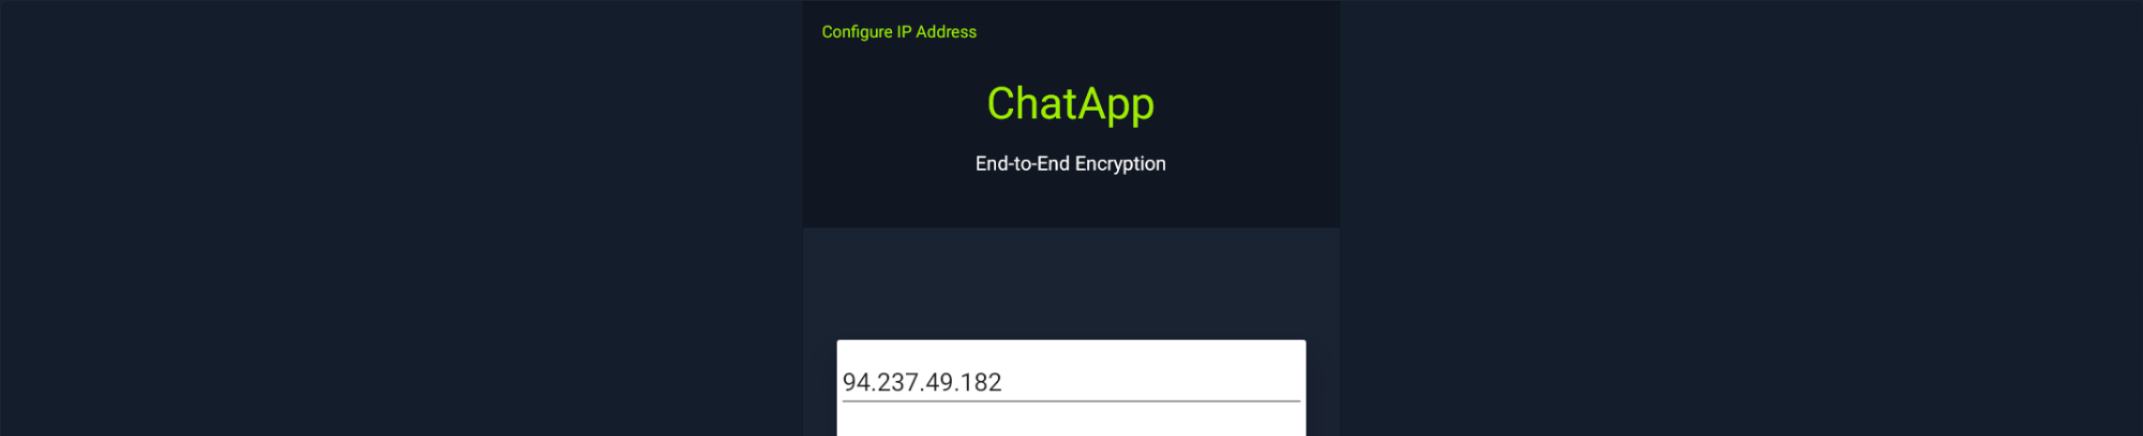 Configure IP Address
ChatApp
End-to-End Encryption
94.237.49.182